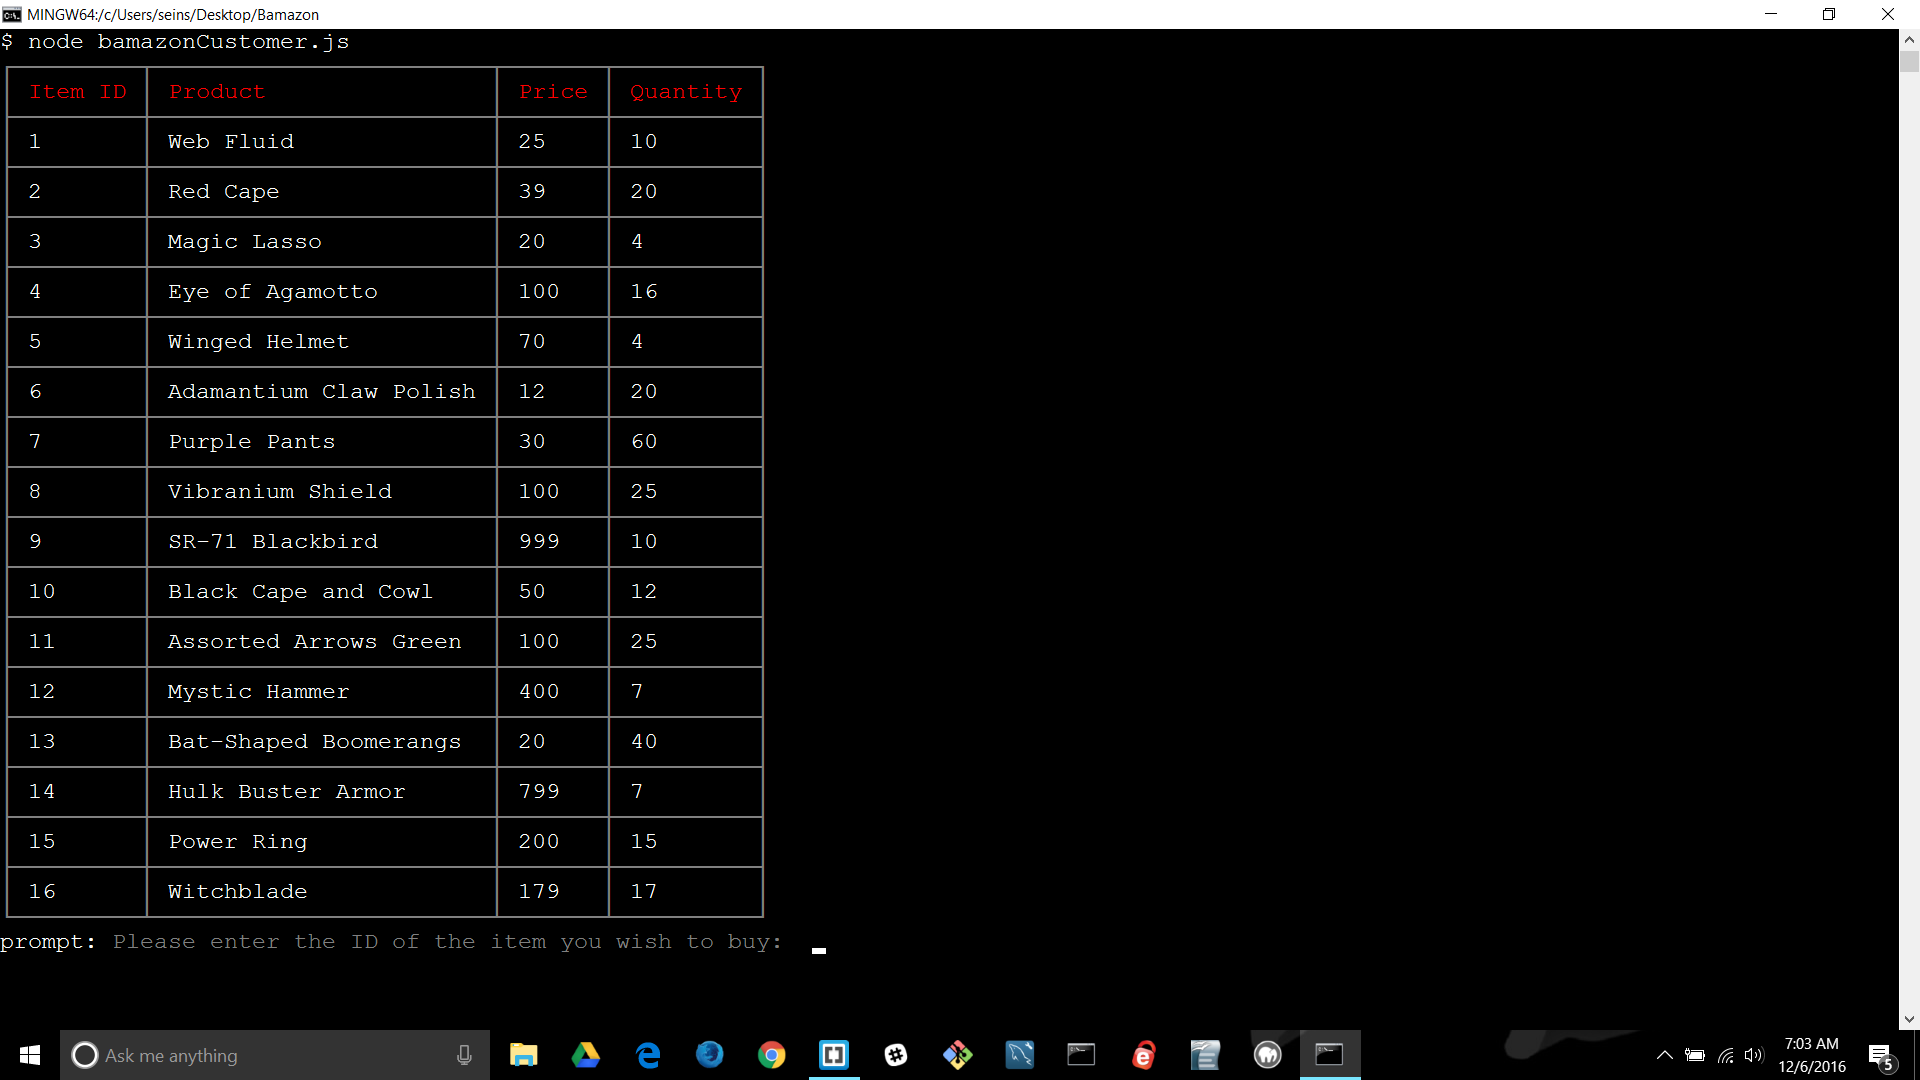 MINGW64:/c/Users/seins/Desktop/Bamazon
$ node bamazonCustomer.js
Item ID Product Price Quantity
1 Web Fluid 25 10
2 Red Cape 39 20
3 Magic Lasso 20 4
4 Eye of Agamotto 100 16
5 Winged Helmet 70 4
6 Adamantium Claw Polish 12 20
7 Purple Pants 30 60
8 Vibranium Shield 100 25
9 SR-71 Blackbird 999 10
10 Black Cape and Cowl 50 12
11 Assorted Arrows Green 100 25
12 Mystic Hammer 400 7
13 Bat-Shaped Boomerangs 20 40
14 Hulk Buster Armor 799 7
15 Power Ring 200 15
16 Witchblade 179 17
prompt: Please enter the ID of the item you wish to buy:
Ask me anything
7:03 AM
12/6/2016
5